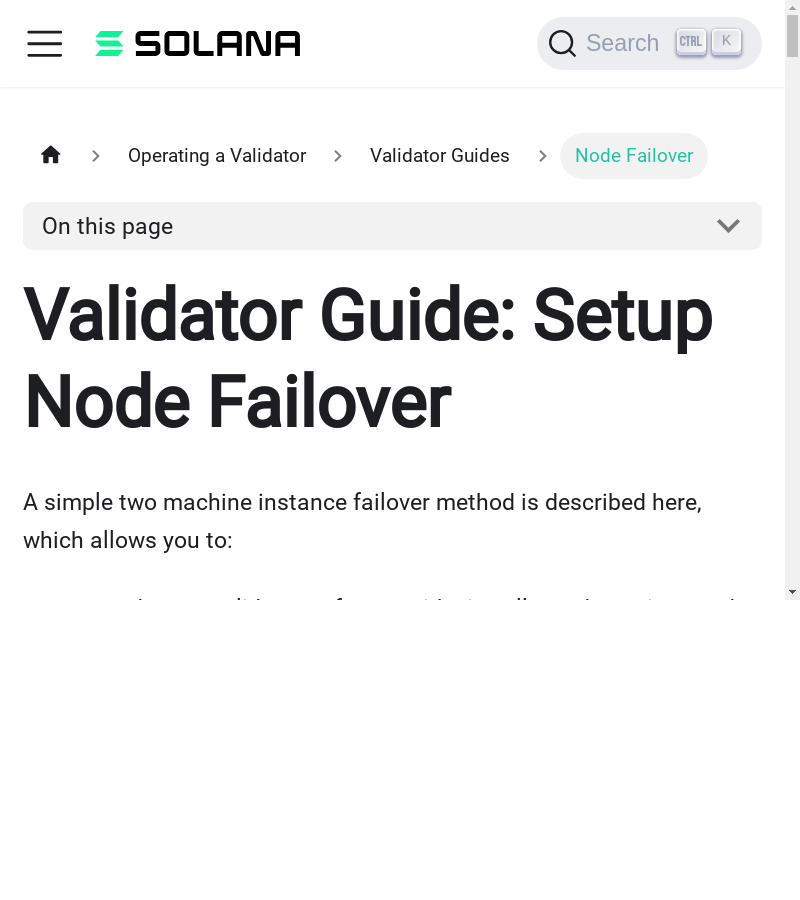 SOLANA
Search CTRL K
Operating a Validator Validator Guides Node Failover
On this page
Validator Guide: Setup
Node Failover
A simple two machine instance failover method is described here,
which allows you to: